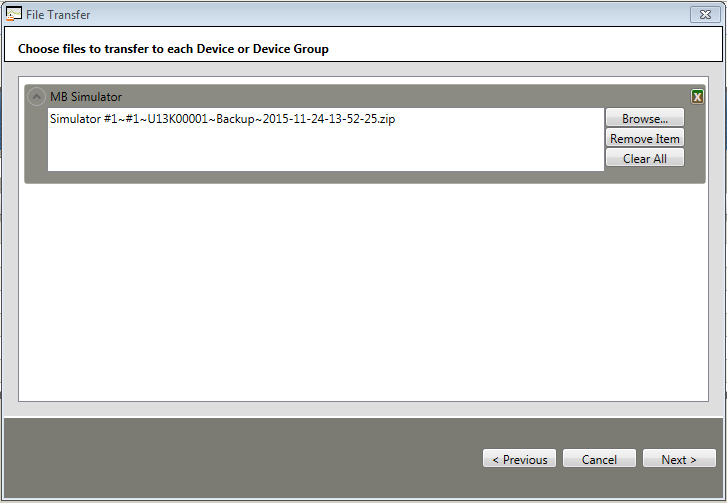 File Transfer
Choose files to transfer to each Device or Device Group
MB Simulator
X
Simulator #1~#1~U13K00001~Backup~2015-11-24-13-52-25.zip
Browse...
Remove Item
Clear All
< Previous
Cancel
Next >